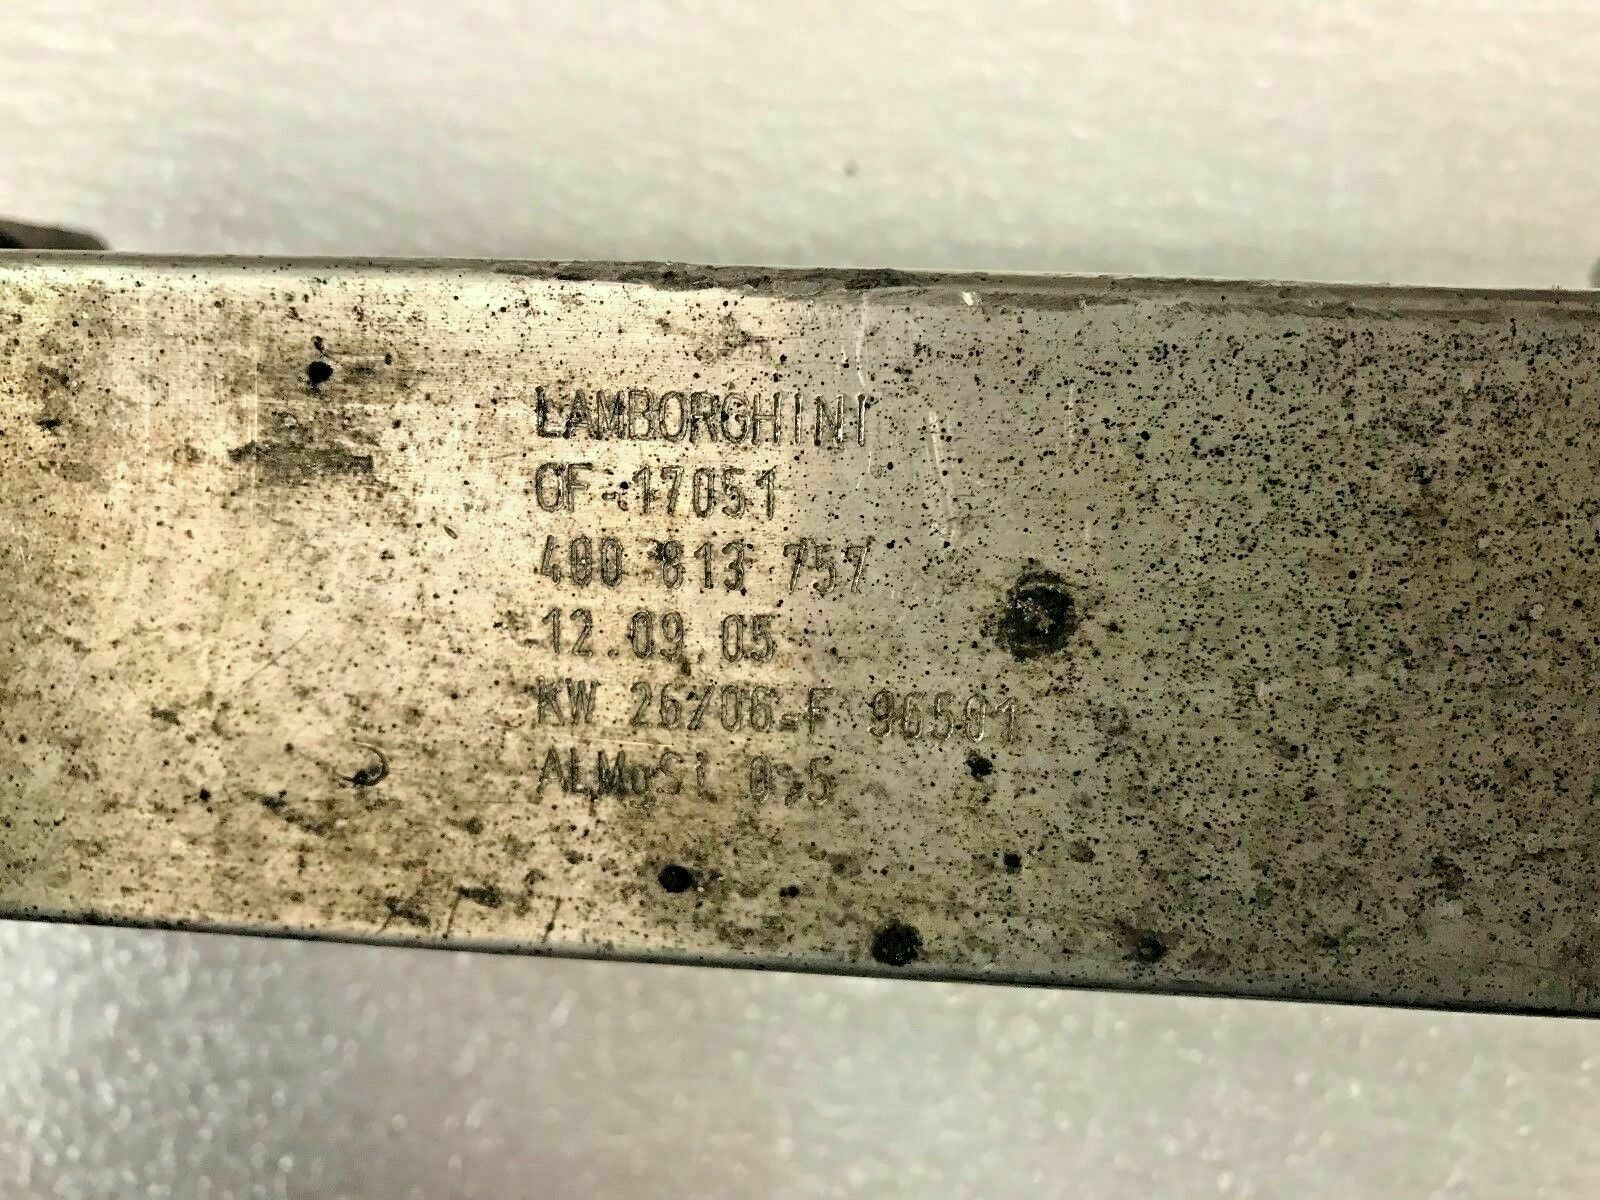 LAMBORGHINI
OF-17051
400 813 757
12.09.05
KW 26/06-F 96501
ALMgSi 0,5